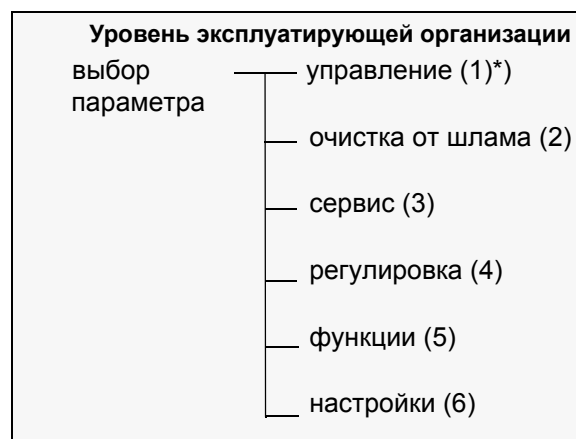 Уровень эксплуатирующей организации
выбор
параметра
управление (1)*)
очистка от шлама (2)
сервис (3)
регулировка (4)
функции (5)
настройки (6)